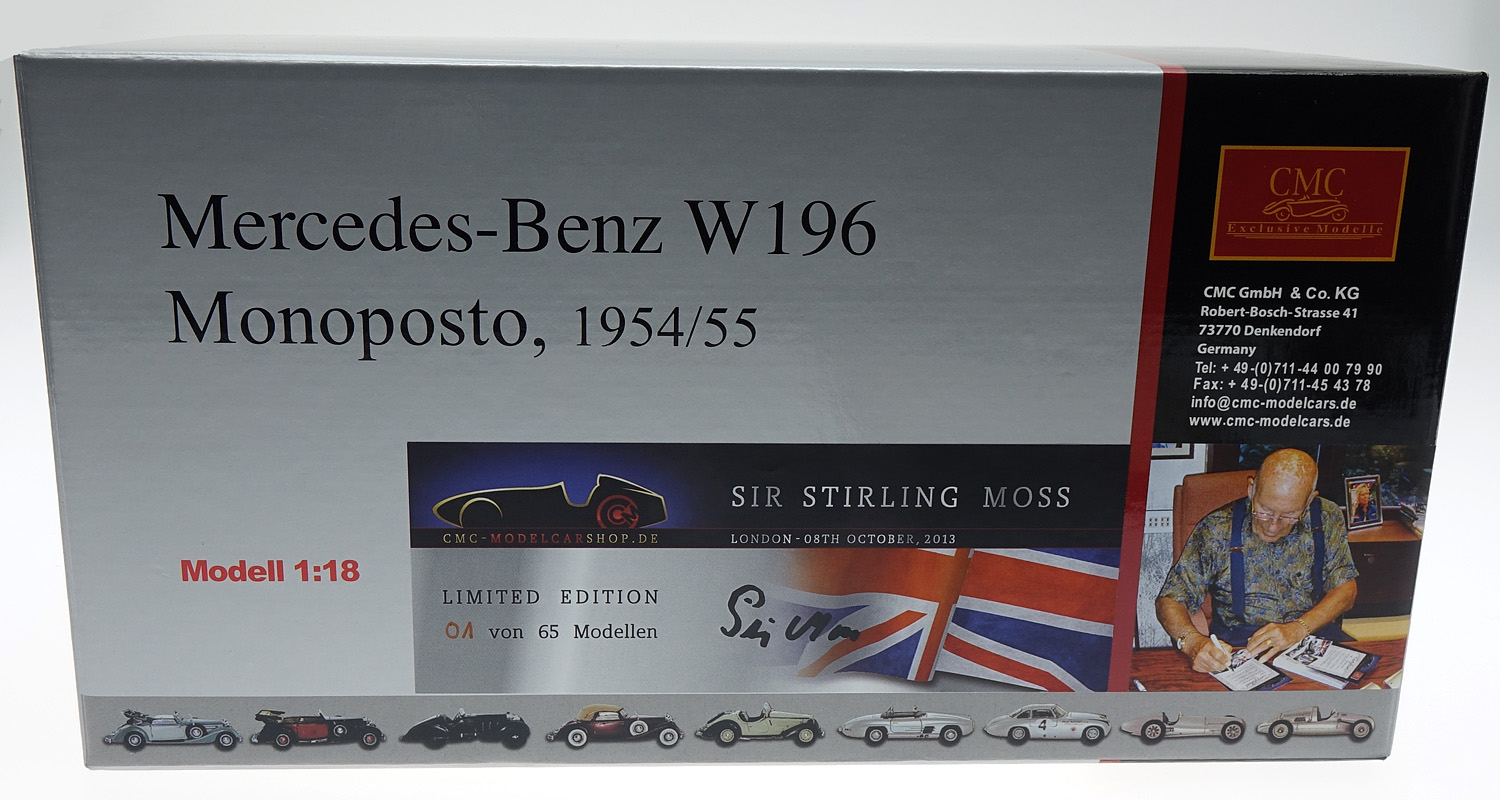 Mercedes-Benz W196
Monoposto, 1954/55
CMC
Exclusive Modelle
CMC GmbH & Co. KG
Robert-Bosch-Strasse 41
73770 Denkendorf
Germany
Tel: + 49-(0)711-44 00 79 90
Fax: + 49-(0)711-45 43 78
info@cmc-modelcars.de
www.cmc-modelcars.de
Modell 1:18
CMC-MODELCARSHOP.DE
SIR STIRLING MOSS
LONDON - 08TH OCTOBER, 2013
LIMITED EDITION
01 von 65 Modellen
4